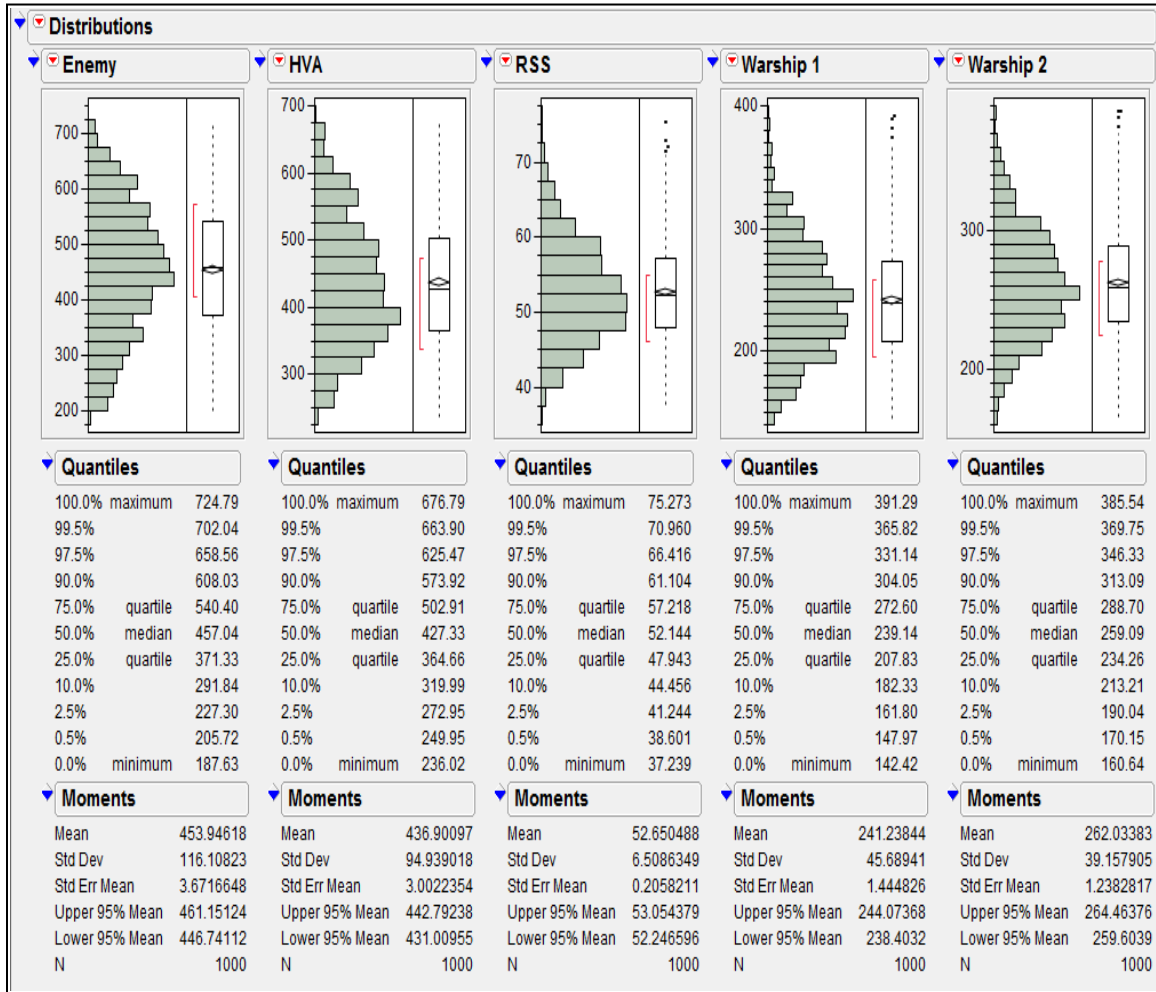 Distributions
Enemy
700
600
500
400
300
200
Quantiles
100.0% maximum 724.79
99.5% 702.04
97.5% 658.56
90.0% 608.03
75.0% quartile 540.40
50.0% median 457.04
25.0% quartile 371.33
10.0% 291.84
2.5% 227.30
0.5% 205.72
0.0% minimum 187.63
Moments
Mean 453.94618
Std Dev 116.10823
Std Err Mean 3.6716648
Upper 95% Mean 461.15124
Lower 95% Mean 446.74112
N 1000
HVA
700
600
500
400
300
Quantiles
100.0% maximum 676.79
99.5% 663.90
97.5% 625.47
90.0% 573.92
75.0% quartile 502.91
50.0% median 427.33
25.0% quartile 364.66
10.0% 319.99
2.5% 272.95
0.5% 249.95
0.0% minimum 236.02
Moments
Mean 436.90097
Std Dev 94.939018
Std Err Mean 3.0022354
Upper 95% Mean 442.79238
Lower 95% Mean 431.00955
N 1000
RSS
70
60
50
40
Quantiles
100.0% maximum 75.273
99.5% 70.960
97.5% 66.416
90.0% 61.104
75.0% quartile 57.218
50.0% median 52.144
25.0% quartile 47.943
10.0% 44.456
2.5% 41.244
0.5% 38.601
0.0% minimum 37.239
Moments
Mean 52.650488
Std Dev 6.5086349
Std Err Mean 0.2058211
Upper 95% Mean 53.054379
Lower 95% Mean 52.246596
N 1000
Warship 1
400
300
200
Quantiles
100.0% maximum 391.29
99.5% 365.82
97.5% 331.14
90.0% 304.05
75.0% quartile 272.60
50.0% median 239.14
25.0% quartile 207.83
10.0% 182.33
2.5% 161.80
0.5% 147.97
0.0% minimum 142.42
Moments
Mean 241.23844
Std Dev 45.68941
Std Err Mean 1.444826
Upper 95% Mean 244.07368
Lower 95% Mean 238.4032
N 1000
Warship 2
300
200
Quantiles
100.0% maximum 385.54
99.5% 369.75
97.5% 346.33
90.0% 313.09
75.0% quartile 288.70
50.0% median 259.09
25.0% quartile 234.26
10.0% 213.21
2.5% 190.04
0.5% 170.15
0.0% minimum 160.64
Moments
Mean 262.03383
Std Dev 39.157905
Std Err Mean 1.2382817
Upper 95% Mean 264.46376
Lower 95% Mean 259.6039
N 1000